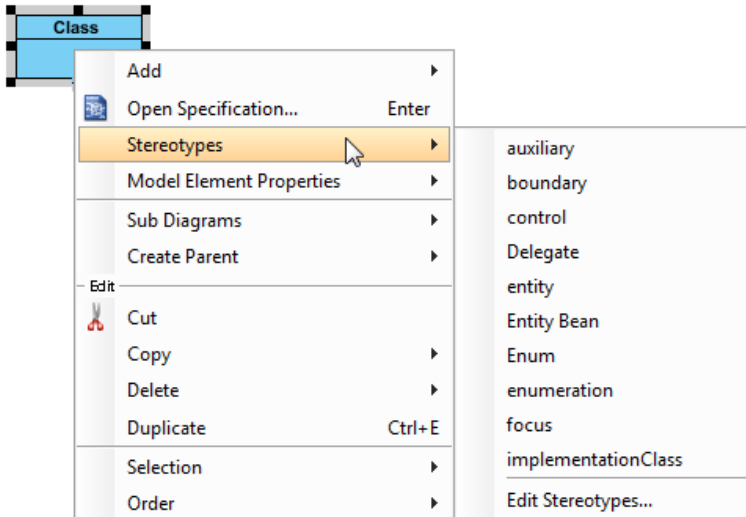 Class
Add
Open Specification... Enter
Stereotypes
Model Element Properties
Sub Diagrams
Create Parent
Edit
Cut
Copy
Delete
Duplicate Ctrl+E
Selection
Order
auxiliary
boundary
control
Delegate
entity
Entity Bean
Enum
enumeration
focus
implementationClass
Edit Stereotypes...